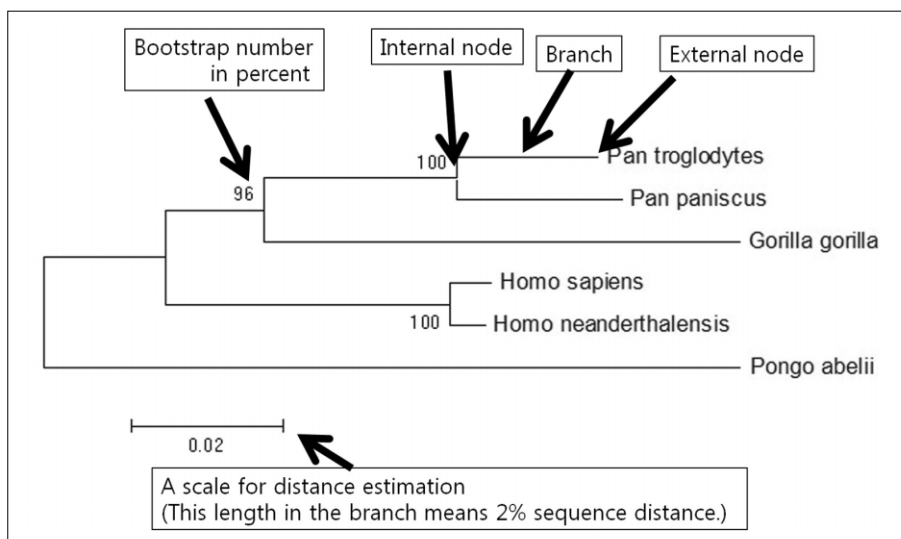 Bootstrap number
in percent
Internal node
Branch
External node
100
Pan troglodytes
96
Pan paniscus
Gorilla gorilla
Homo sapiens
100
Homo neanderthalensis
Pongo abelii
0.02
A scale for distance estimation
(This length in the branch means 2% sequence distance.)